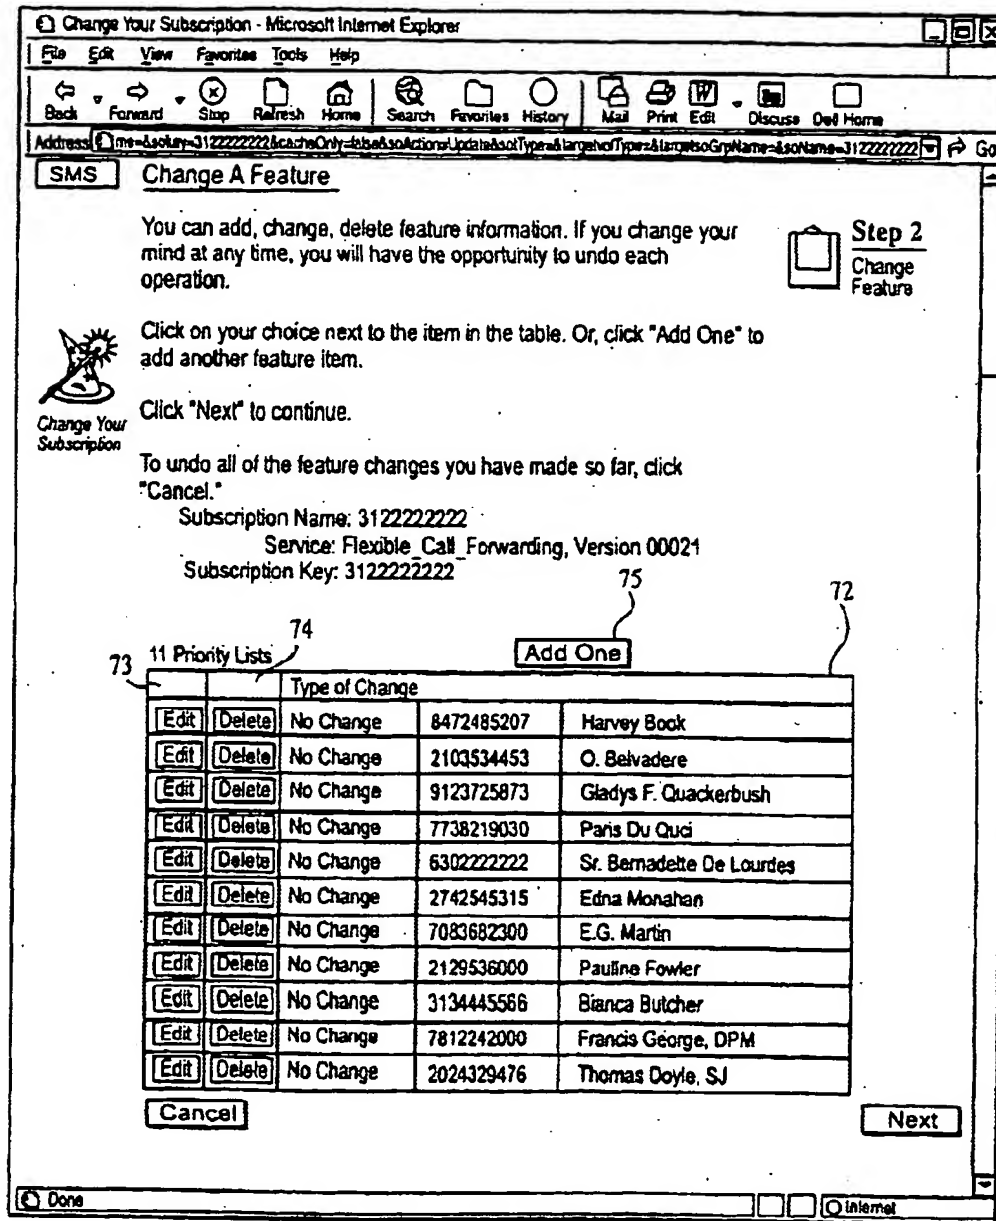 Change Your Subscription - Microsoft Internet Explorer
File Edit View Favorites Tools Help
Back Forward Stop Refresh Home Search Favorites History Mail Print Edit Discuss Dell Home
Address Go
SMS Change A Feature
You can add, change, delete feature information. If you change your
mind at any time, you will have the opportunity to undo each
operation.
Step 2
Change
Feature
Click on your choice next to the item in the table. Or, click "Add One" to
add another feature item.
Change Your
Subscription
Click "Next" to continue.
To undo all of the feature changes you have made so far, click
"Cancel."
Subscription Name: 3122222222
Service: Flexible_Call_Forwarding, Version 00021
Subscription Key: 3122222222
75
72
74
73
11 Priority Lists
Add One
Type of Change
Edit Delete No Change 8472485207 Harvey Book
Edit Delete No Change 2103534453 O. Belvadere
Edit Delete No Change 9123725873 Gladys F. Quackerbush
Edit Delete No Change 7738219030 Paris Du Quci
Edit Delete No Change 6302222222 Sr. Bernadette De Lourdes
Edit Delete No Change 2742545315 Edna Monahan
Edit Delete No Change 7083682300 E.G. Martin
Edit Delete No Change 2129536000 Pauline Fowler
Edit Delete No Change 3134445566 Bianca Butcher
Edit Delete No Change 7812242000 Francis George, DPM
Edit Delete No Change 2024329476 Thomas Doyle, SJ
Cancel
Next
Done
Internet